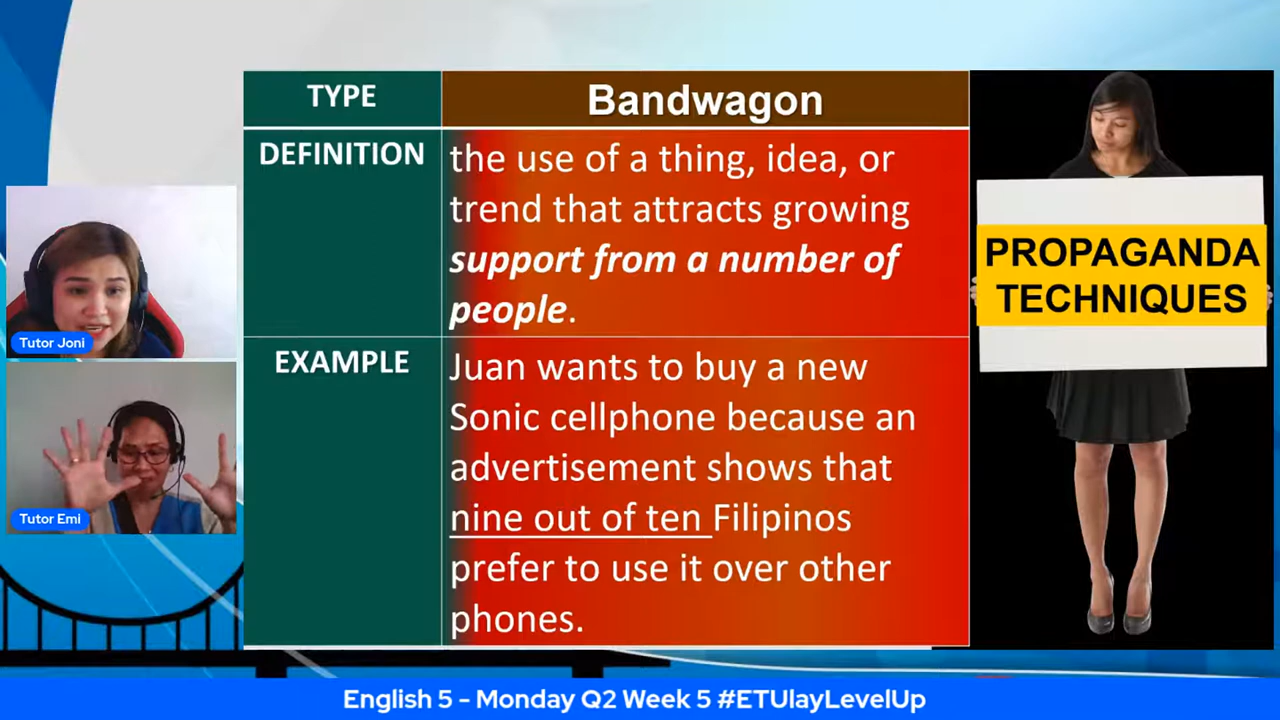 TYPE
Bandwagon
DEFINITION
the use of a thing, idea, or
trend that attracts growing
support from a number of
people.
EXAMPLE
Juan wants to buy a new
Sonic cellphone because an
advertisement shows that
nine out of ten Filipinos
prefer to use it over other
phones.
PROPAGANDA
TECHNIQUES
Tutor Joni
Tutor Emi
English 5 - Monday Q2 Week 5 #ETUlayLevelUp